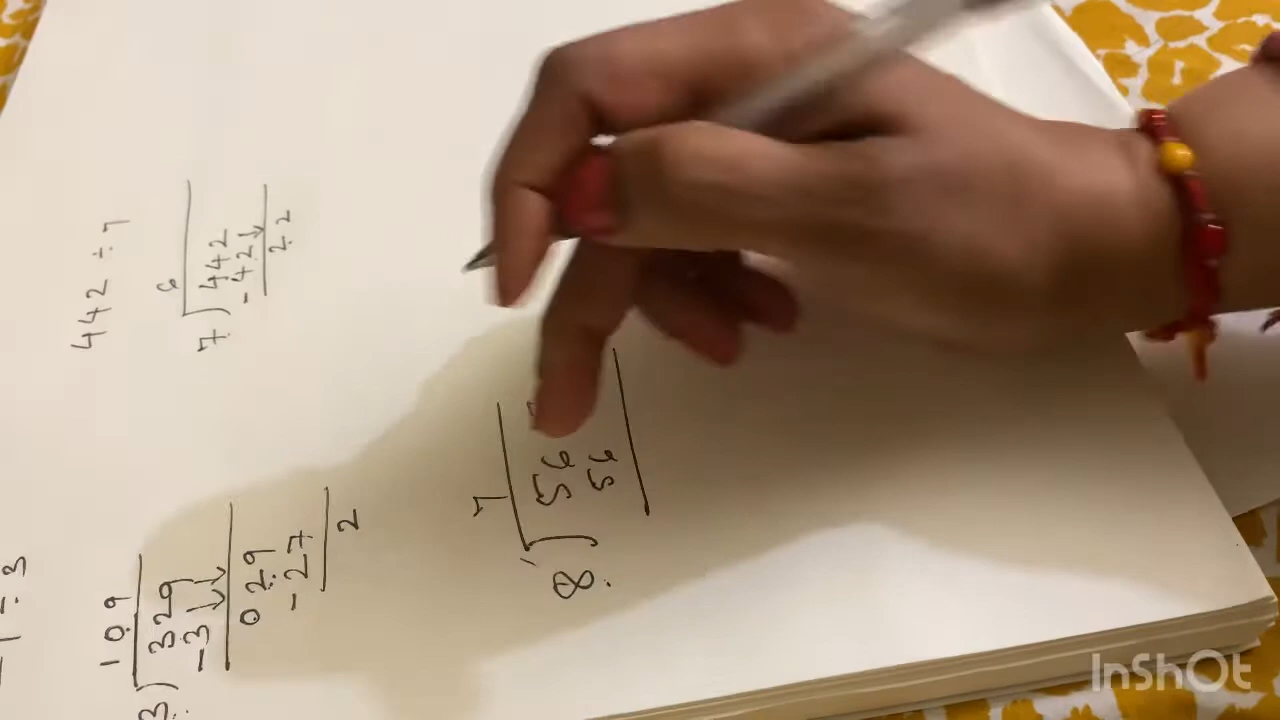 442 ÷ 7
6
7 ) 442
- 42↓
22
109
3 ) 329
- 3↓↓
029
- 27
2
7
8 ) 56
56
InShOt